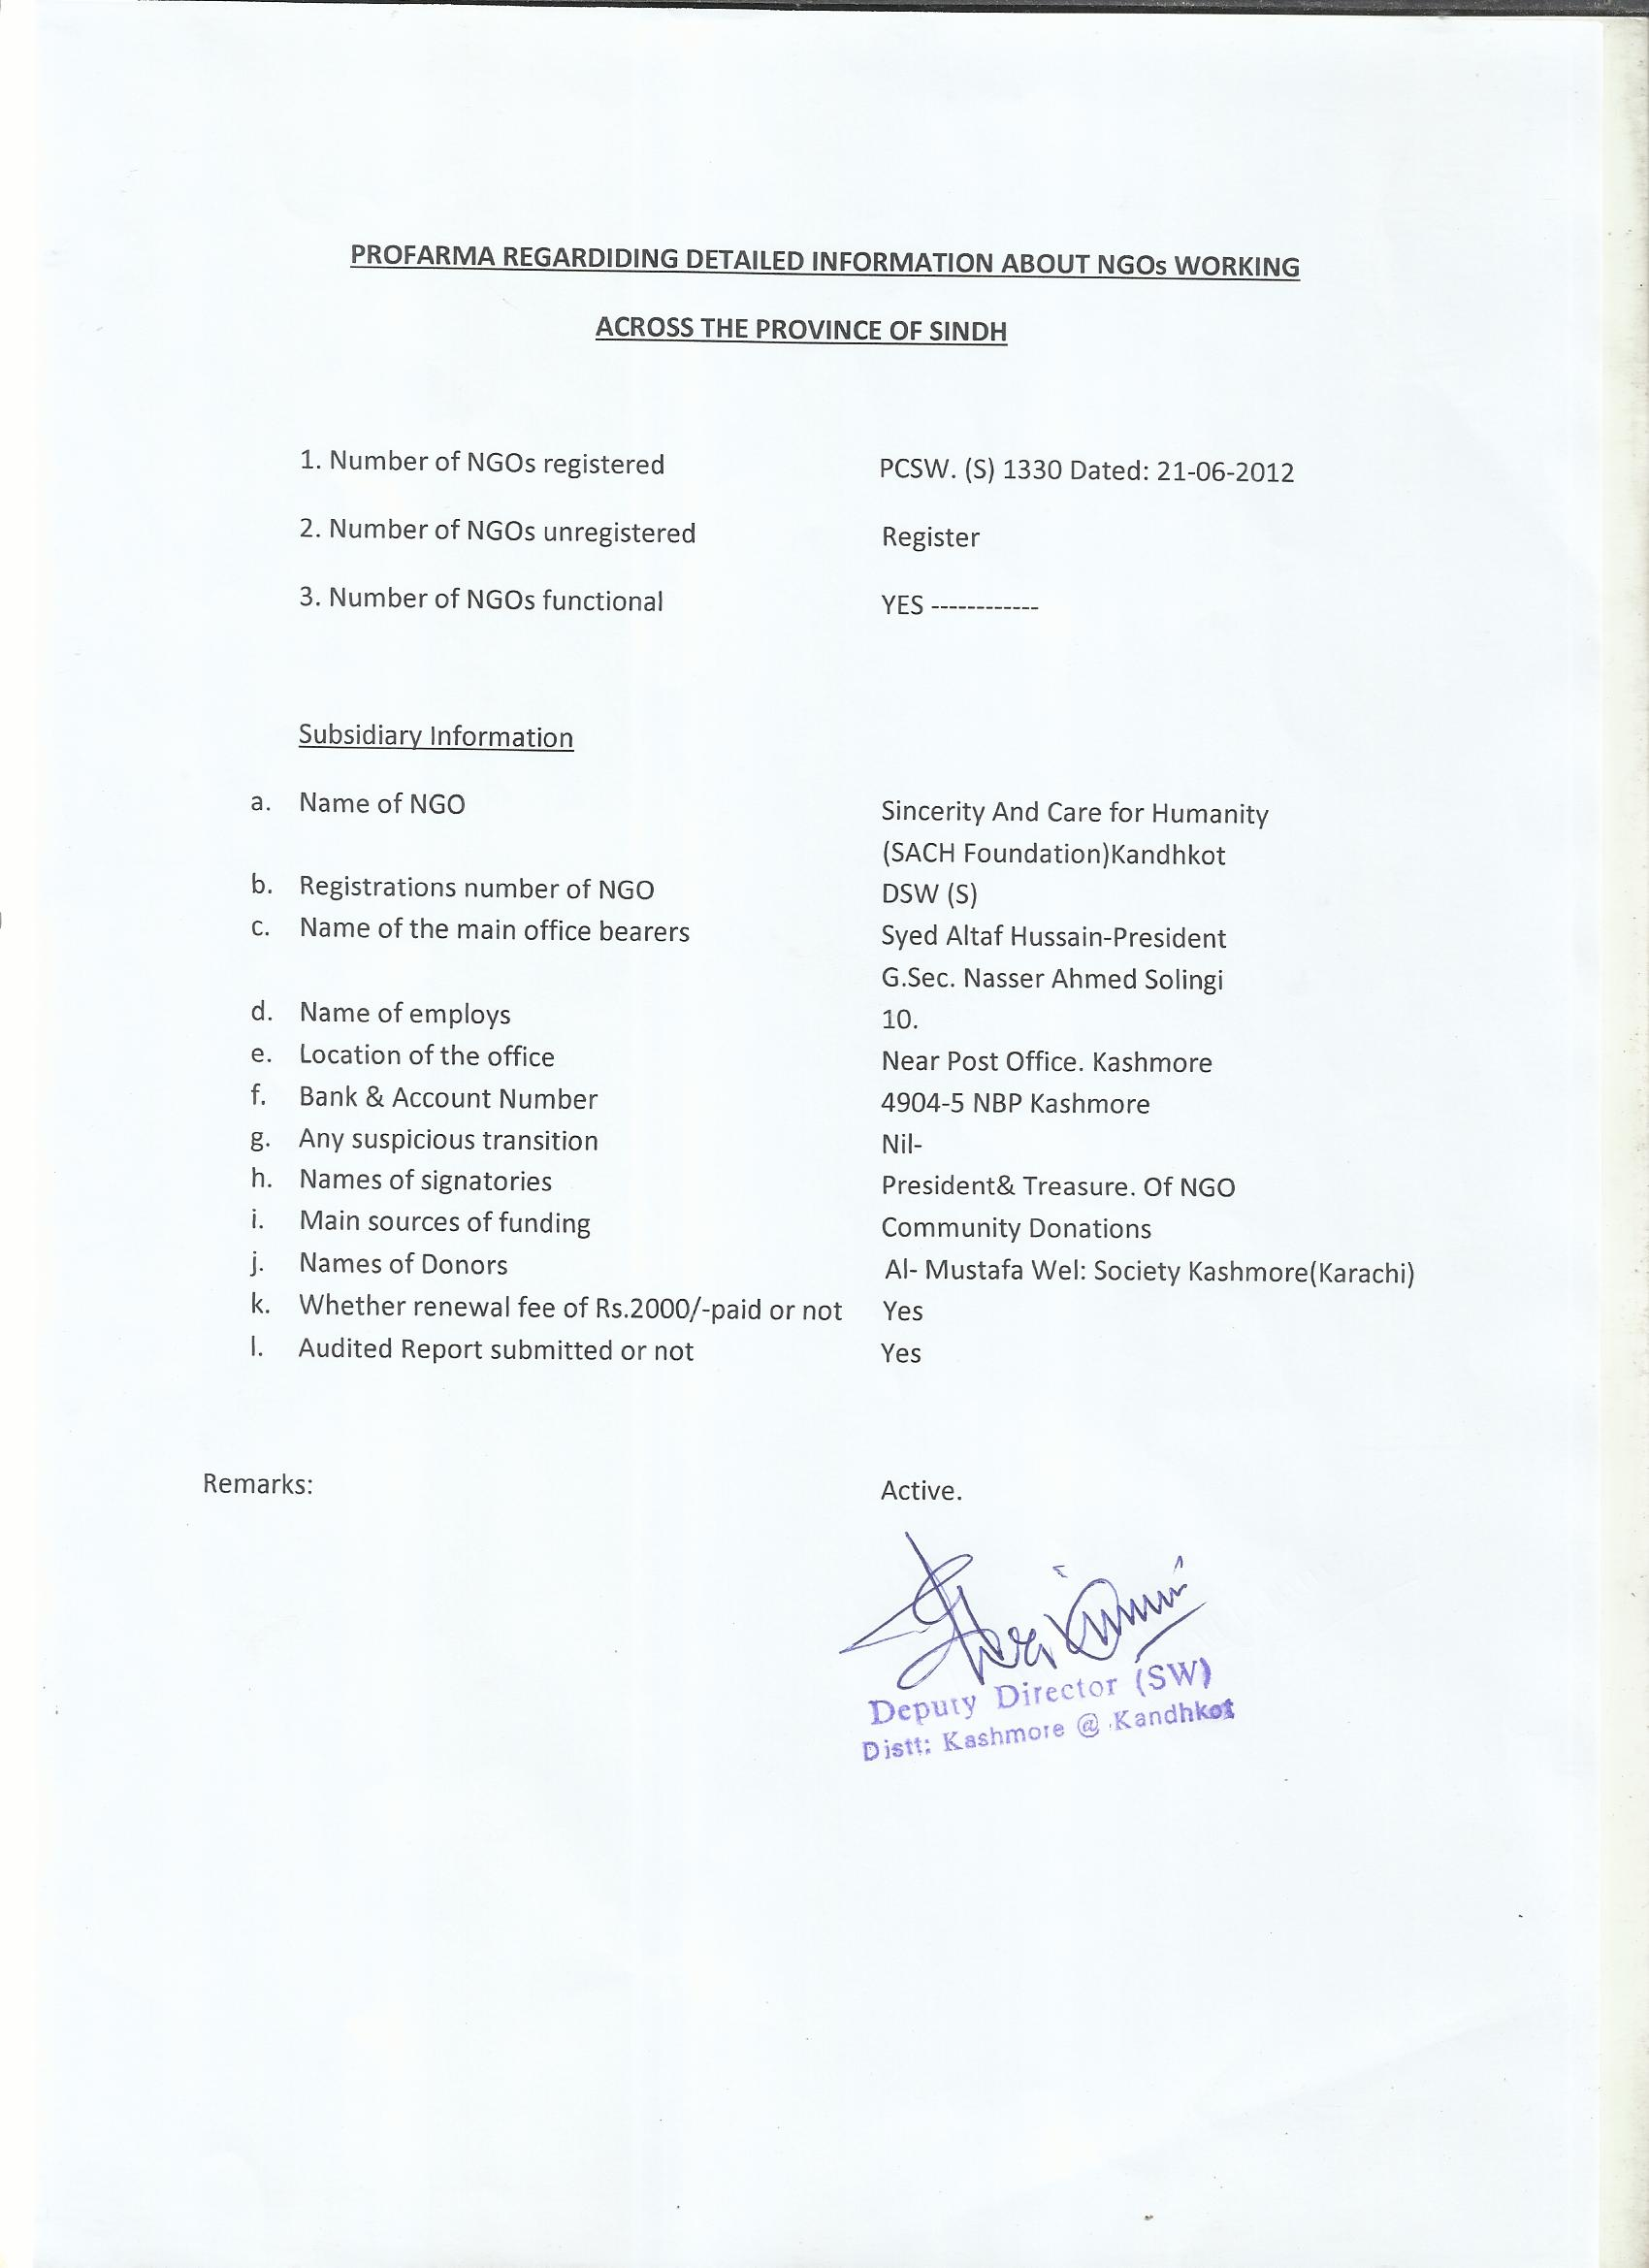 PROFARMA REGARDIDING DETAILED INFORMATION ABOUT NGOs WORKING
ACROSS THE PROVINCE OF SINDH
1. Number of NGOs registered PCSW. (S) 1330 Dated: 21-06-2012
2. Number of NGOs unregistered Register
3. Number of NGOs functional YES ------------
Subsidiary Information
a. Name of NGO Sincerity And Care for Humanity
(SACH Foundation)Kandhkot
b. Registrations number of NGO DSW (S)
c. Name of the main office bearers Syed Altaf Hussain-President
G.Sec. Nasser Ahmed Solingi
d. Name of employs 10.
e. Location of the office Near Post Office. Kashmore
f. Bank & Account Number 4904-5 NBP Kashmore
g. Any suspicious transition Nil-
h. Names of signatories President& Treasure. Of NGO
i. Main sources of funding Community Donations
j. Names of Donors Al- Mustafa Wel: Society Kashmore(Karachi)
k. Whether renewal fee of Rs.2000/-paid or not Yes
l. Audited Report submitted or not Yes
Remarks: Active.
Deputy Director (SW)
Distt: Kashmore @ Kandhkot